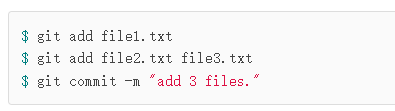 $ git add file1.txt
$ git add file2.txt file3.txt
$ git commit -m "add 3 files."